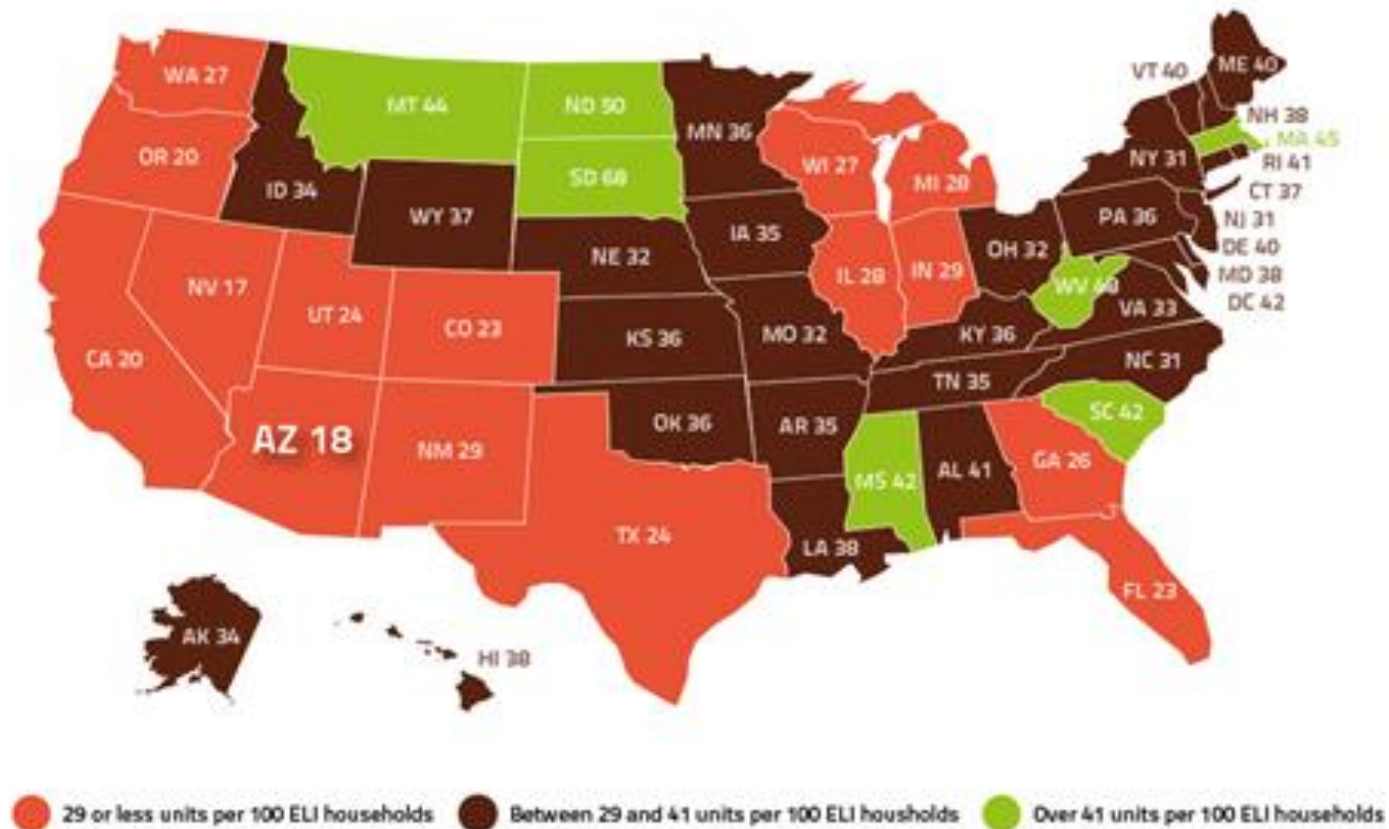 WA 27
MT 44
ND 50
MN 36
VT 40
ME 40
NH 38
MA 45
OR 20
ID 34
SD 68
WI 27
MI 28
NY 31
RI 41
CT 37
WY 37
IA 35
PA 36
NJ 31
NE 32
OH 32
DE 40
NV 17
UT 24
CO 23
IL 28
IN 29
WV 48
MD 38
DC 42
KS 36
MO 32
KY 36
VA 33
CA 20
TN 35
NC 31
AZ 18
NM 29
OK 36
AR 35
SC 42
MS 42
AL 41
GA 26
TX 24
LA 38
FL 23
AK 34
HI 38
29 or less units per 100 ELI households
Between 29 and 41 units per 100 ELI housholds
Over 41 units per 100 ELI households